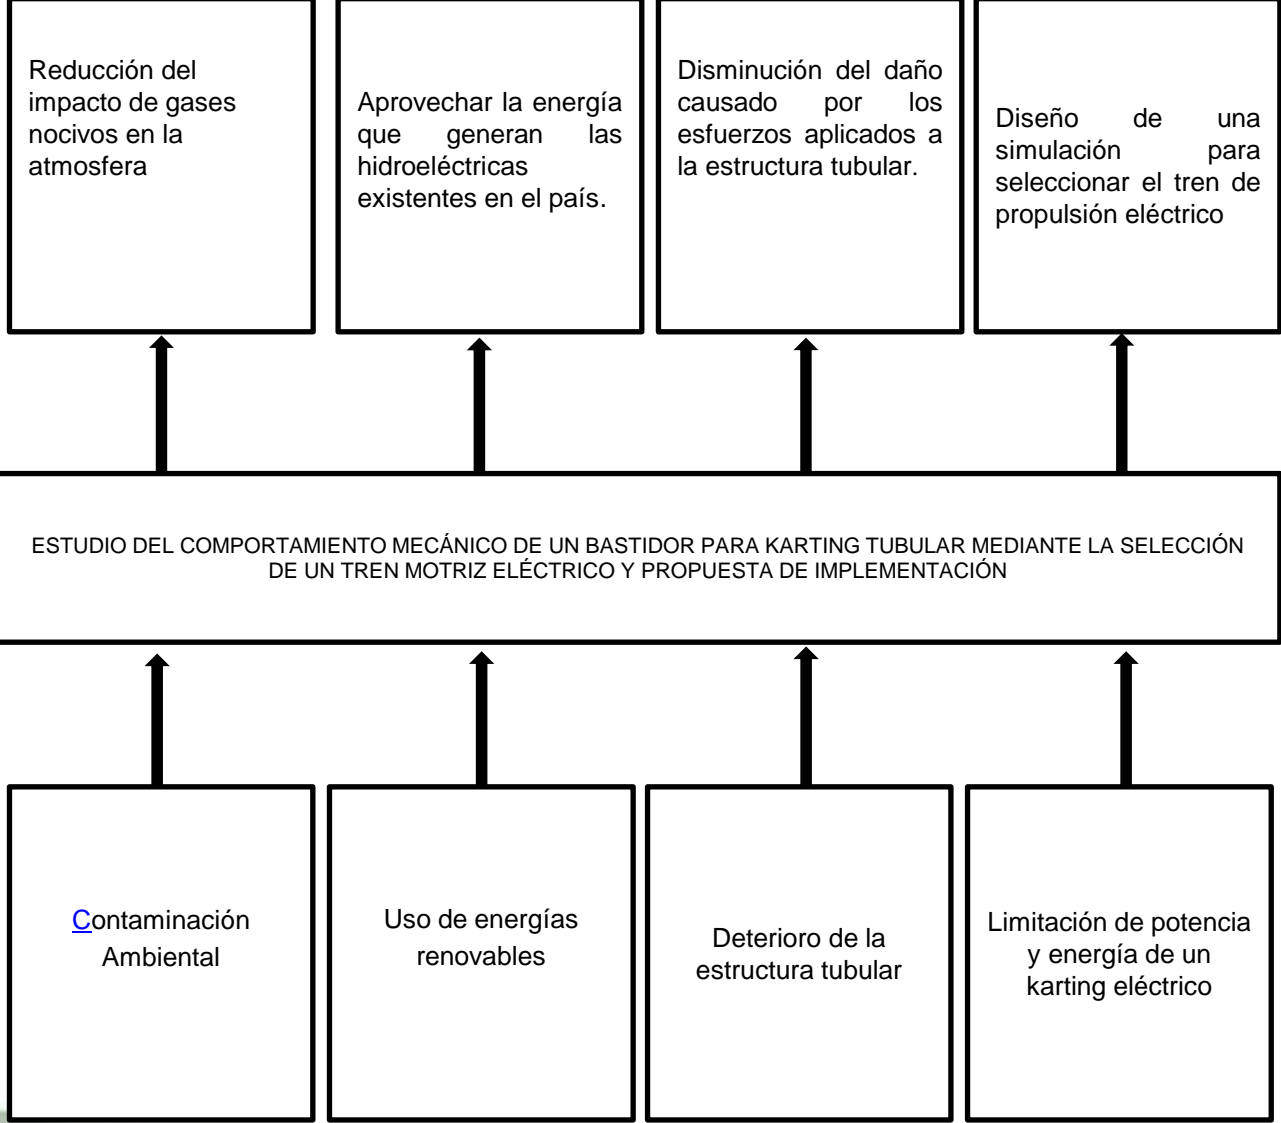 Reducción del
impacto de gases
nocivos en la
atmosfera
Aprovechar la energía
que generan las
hidroeléctricas
existentes en el país.
Disminución del daño
causado por los
esfuerzos aplicados a
la estructura tubular.
Diseño de una
simulación para
seleccionar el tren de
propulsión eléctrico
ESTUDIO DEL COMPORTAMIENTO MECÁNICO DE UN BASTIDOR PARA KARTING TUBULAR MEDIANTE LA SELECCIÓN
DE UN TREN MOTRIZ ELÉCTRICO Y PROPUESTA DE IMPLEMENTACIÓN
Contaminación
Ambiental
Uso de energías
renovables
Deterioro de la
estructura tubular
Limitación de potencia
y energía de un
karting eléctrico